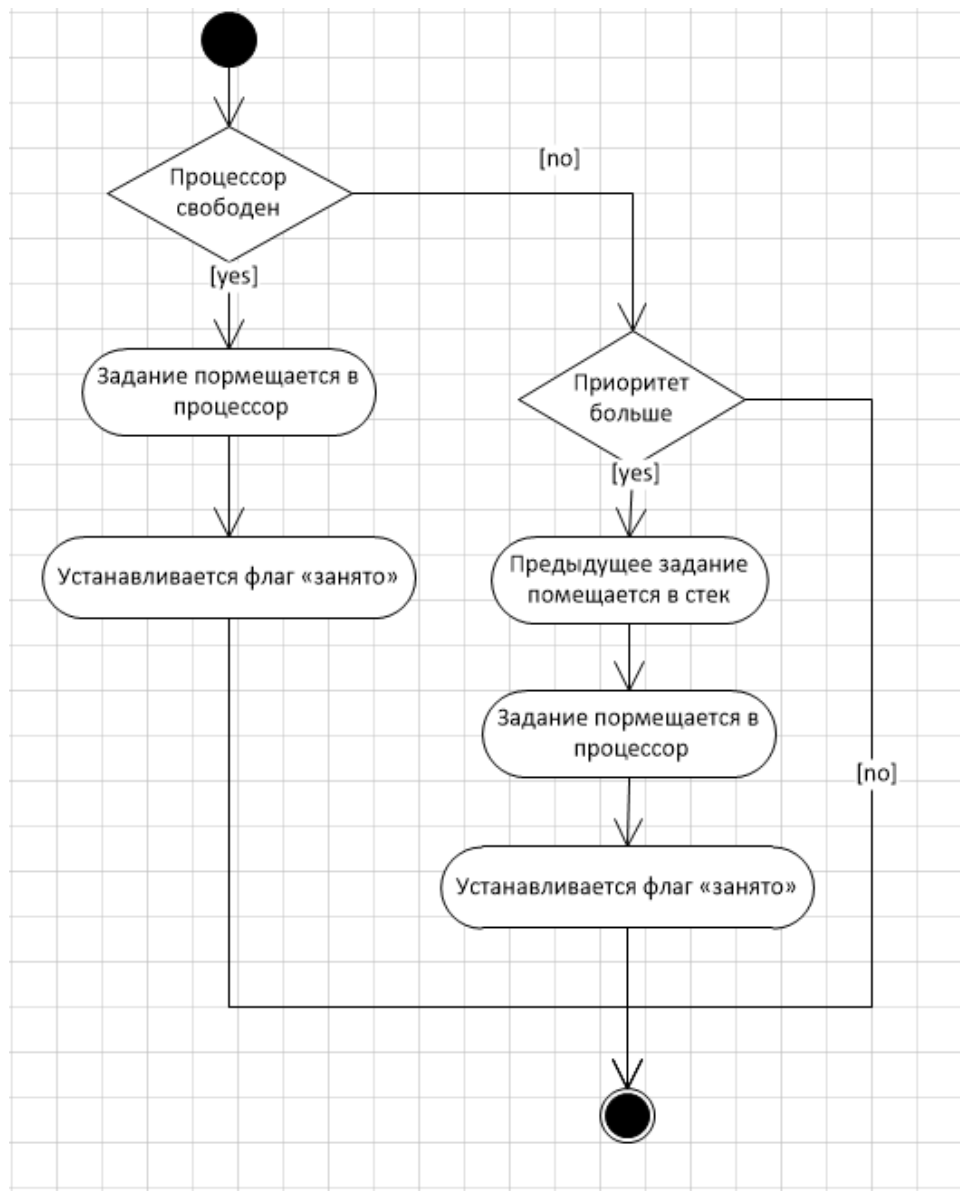 Процессор
свободен
[no]
[yes]
Задание пормещается в
процессор
Устанавливается флаг «занято»
Приоритет
больше
[yes]
Предыдущее задание
помещается в стек
Задание пормещается в
процессор
[no]
Устанавливается флаг «занято»